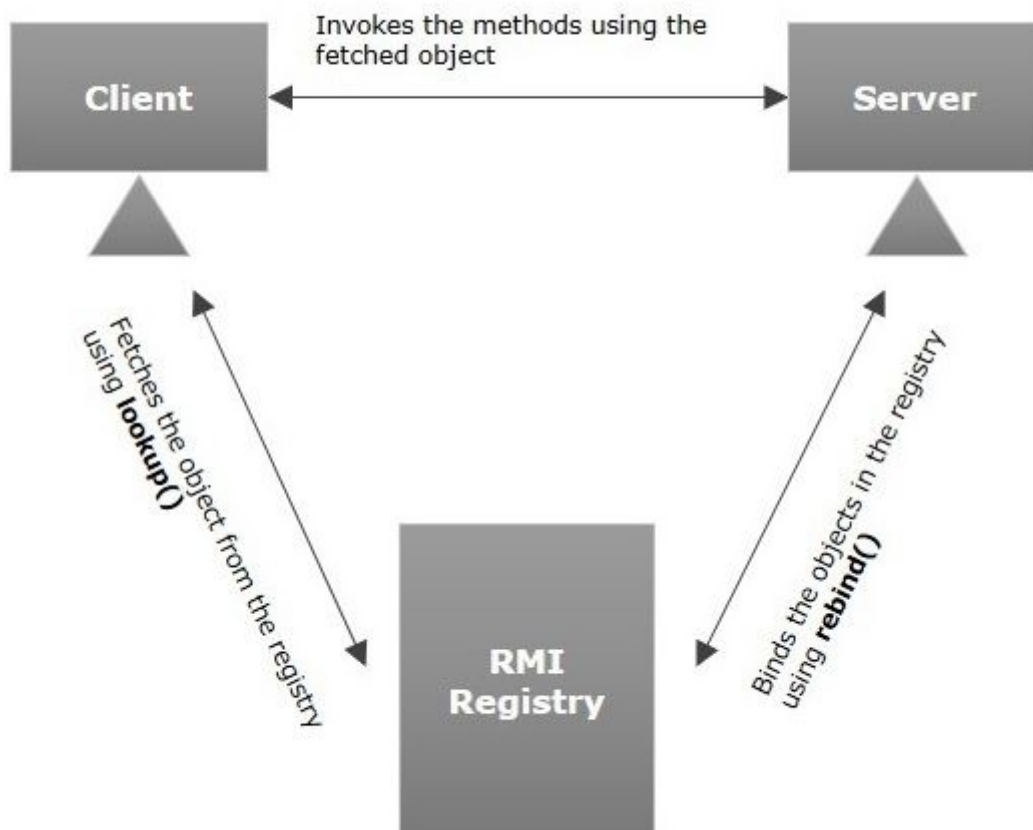 Invokes the methods using the
fetched object
Client
Server
Fetches the object from the registry
using lookup()
Binds the objects in the registry
using rebind()
RMI
Registry